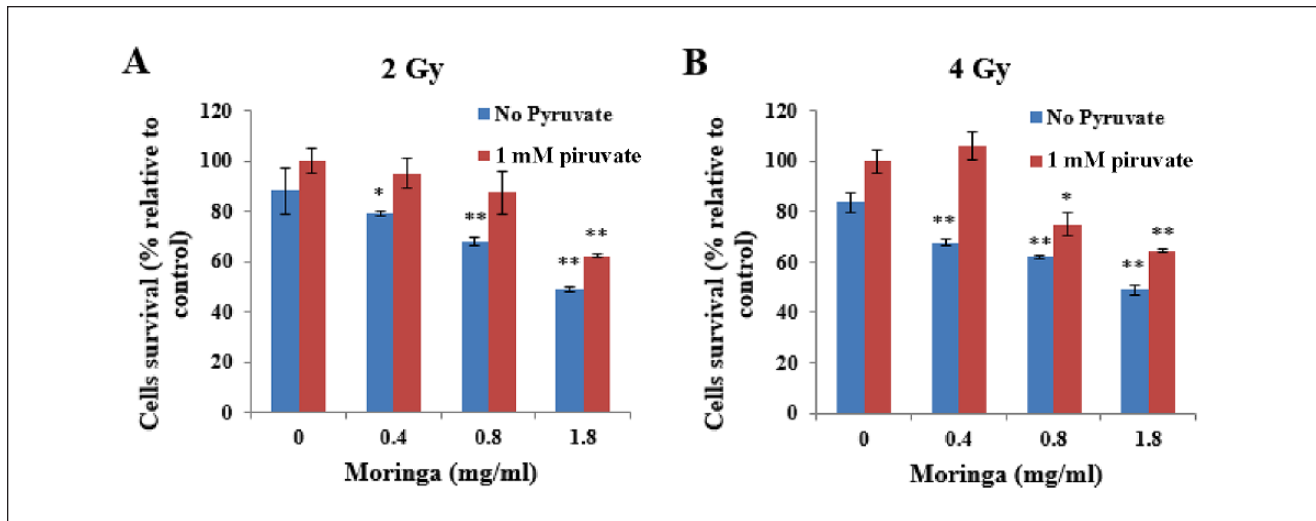 A
2 Gy
Cells survival (% relative to
control)
120
100
80
60
40
20
0
No Pyruvate
1 mM piruvate
*
**
**
**
0
0.4
0.8
1.8
Moringa (mg/ml)
B
4 Gy
Cells survival (% relative to
control)
120
100
80
60
40
20
0
No Pyruvate
1 mM piruvate
**
**
*
**
**
0
0.4
0.8
1.8
Moringa (mg/ml)